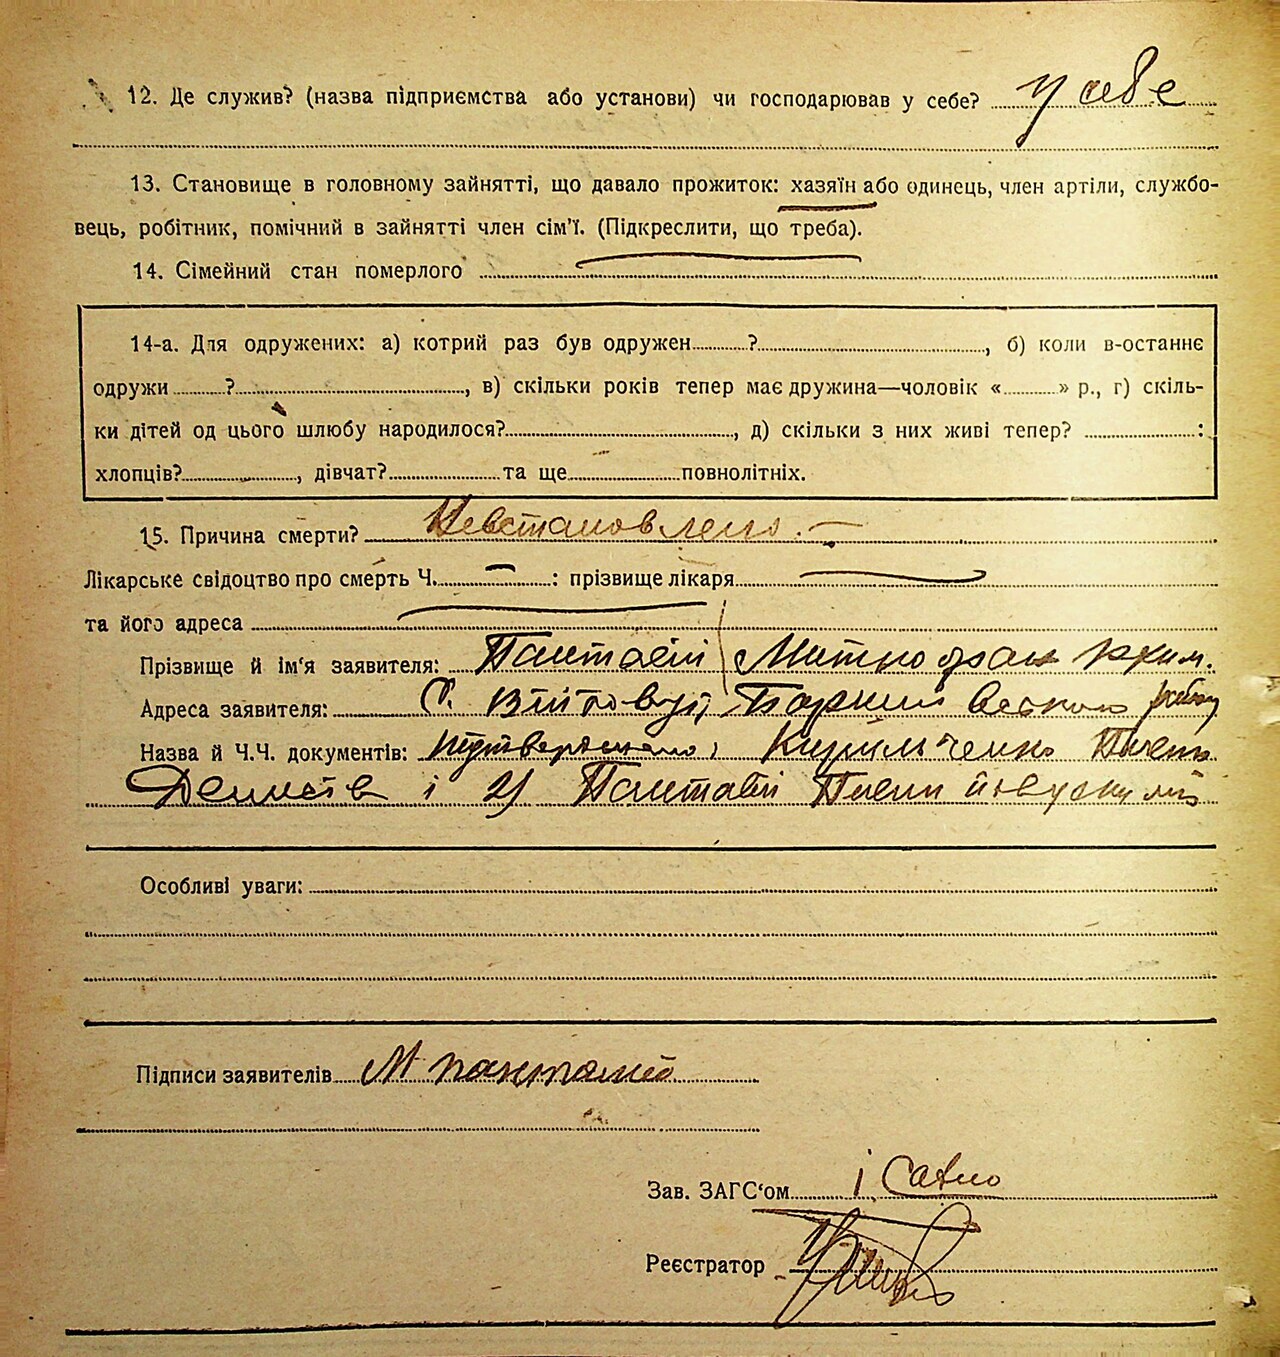 12. Де служив? (назва підприємства або установи) чи господарював у себе? у себе
13. Становище в головному зайнятті, що давало прожиток: хазяїн або одинець, член артіли, службо-
вець, робітник, помічний в зайнятті член сім'ї. (Підкреслити, що треба).
14. Сімейний стан померлого
14-а. Для одружених: а) котрий раз був одружен ?, б) коли в-останнє
одружи ?, в) скільки років тепер має дружина—чоловік « » р., г) скіль-
ки дітей од цього шлюбу народилося?, д) скільки з них живі тепер? :
хлопців?, дівчат? та ще повнолітніх.
15. Причина смерти? Невстановлено. —
Лікарське свідоцтво про смерть Ч. — : прізвище лікаря
та його адреса
Прізвище й ім'я заявителя: Пантазій Митрофан
Адреса заявителя: С.
Назва й Ч.Ч. документів: Кирильченко
Денисів і 2)
Особливі уваги:
Підписи заявителів М
Зав. ЗАГС'ом
Реєстратор